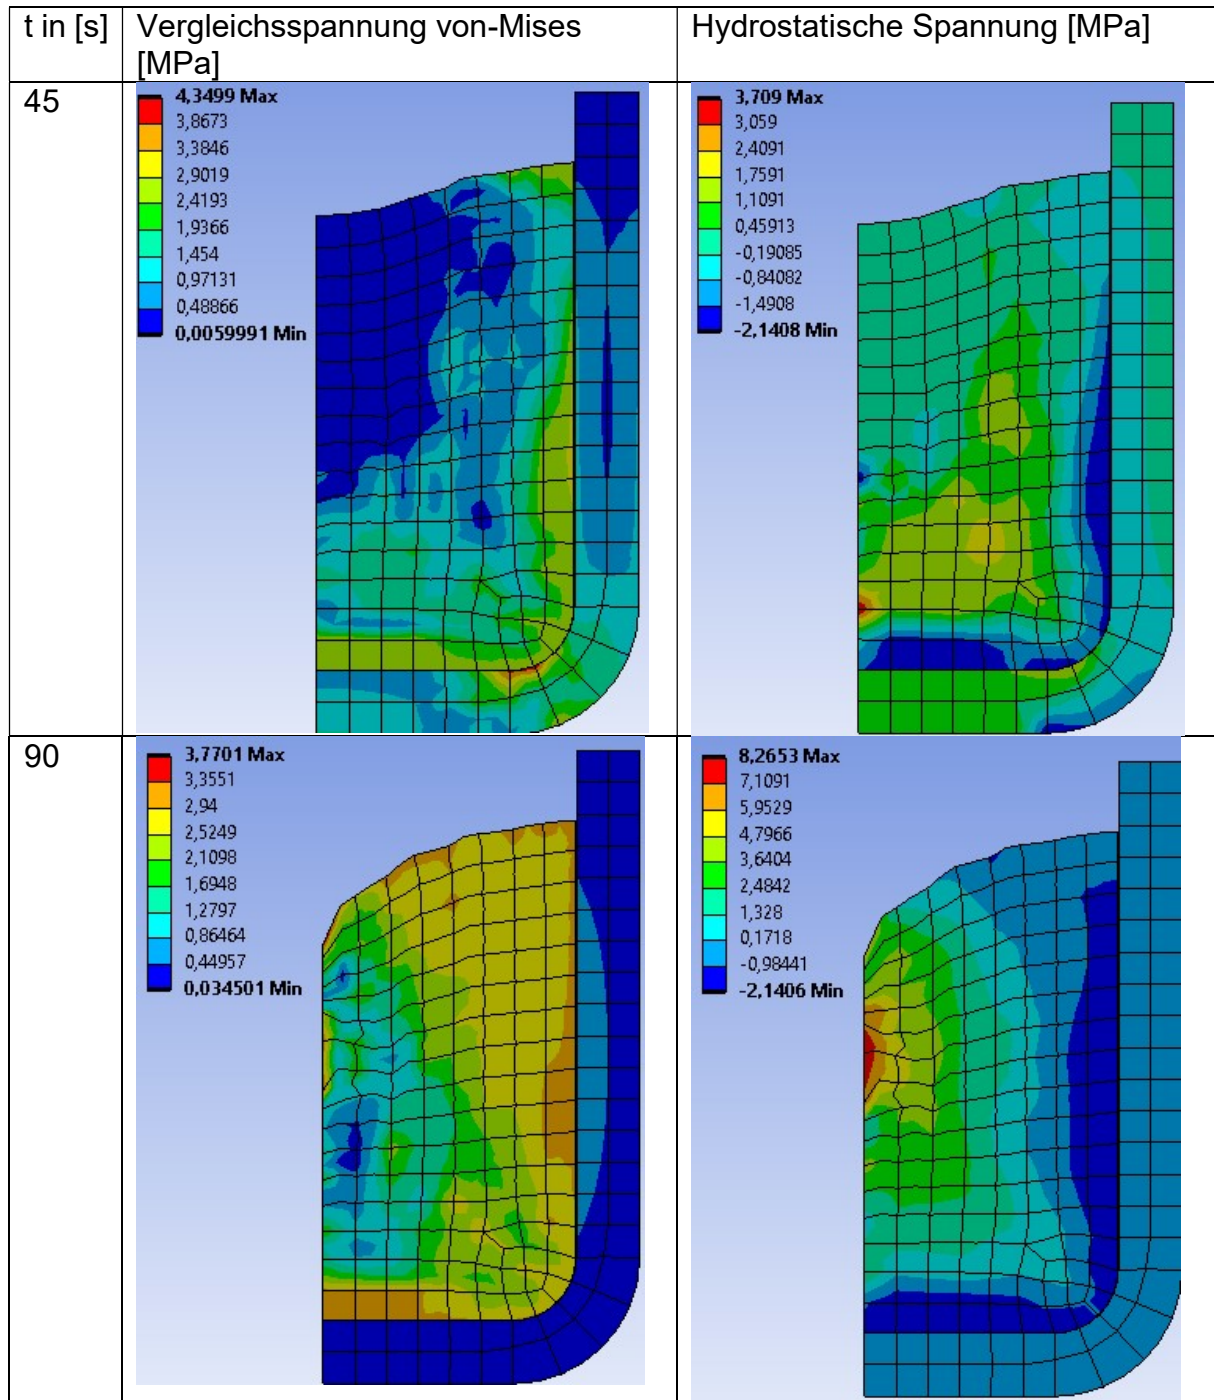 t in [s]
Vergleichsspannung von-Mises
[MPa]
Hydrostatische Spannung [MPa]
45
4,3499 Max
3,8673
3,3846
2,9019
2,4193
1,9366
1,454
0,97131
0,48866
0,0059991 Min
3,709 Max
3,059
2,4091
1,7591
1,1091
0,45913
-0,19085
-0,84082
-1,4908
-2,1408 Min
90
3,7701 Max
3,3551
2,94
2,5249
2,1098
1,6948
1,2797
0,86464
0,44957
0,034501 Min
8,2653 Max
7,1091
5,9529
4,7966
3,6404
2,4842
1,328
0,1718
-0,98441
-2,1406 Min